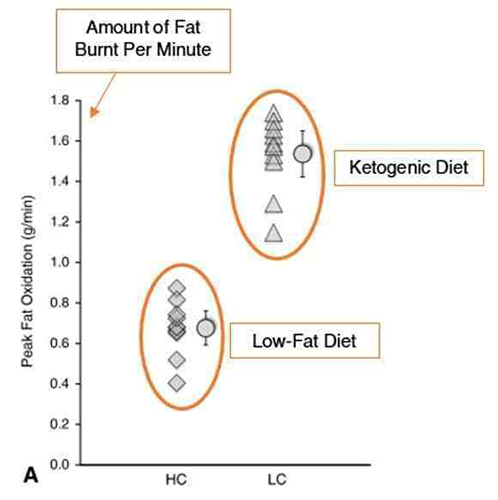 Amount of Fat
Burnt Per Minute
1.8
1.6
1.4
1.2
1.0
0.8
0.6
0.4
0.2
0.0
Peak Fat Oxidation (g/min)
Ketogenic Diet
Low-Fat Diet
A
HC
LC